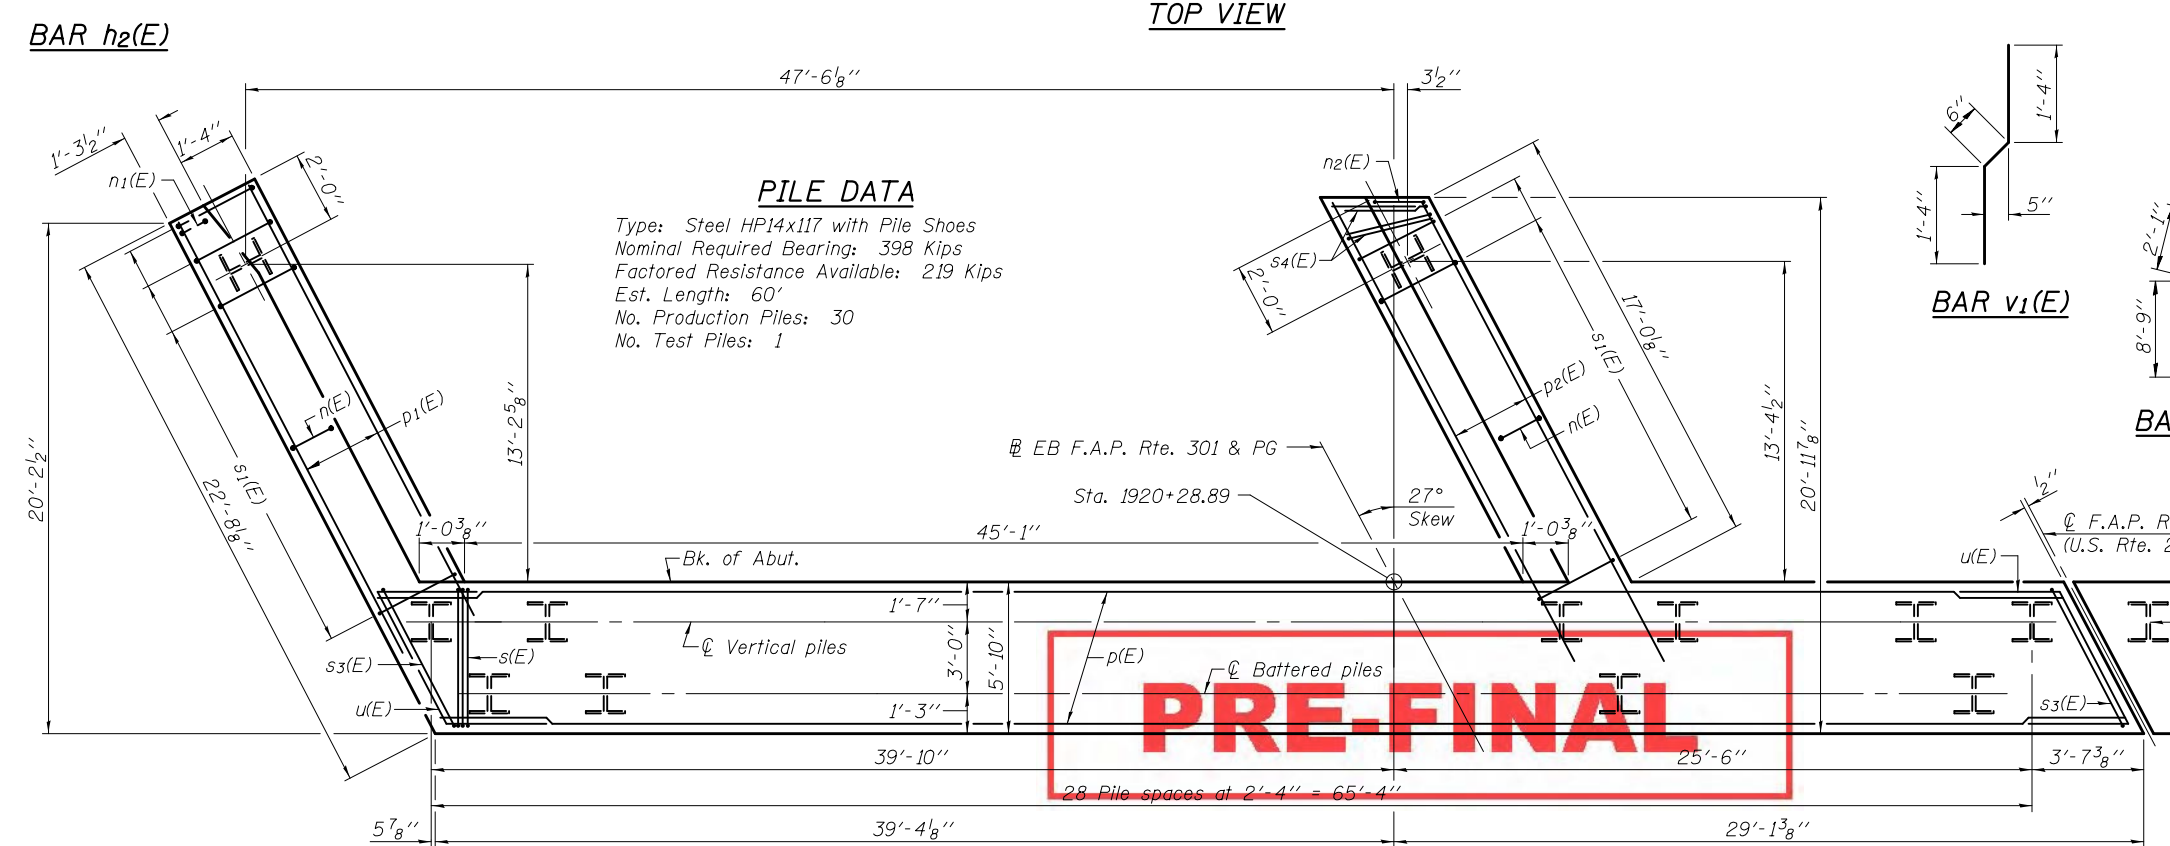 TOP VIEW
BAR h2(E)
47'-6⅛''
3½''
1'-3½''
1'-4''
2'-0''
n1(E)
PILE DATA
Type: Steel HP14x117 with Pile Shoes
Nominal Required Bearing: 398 Kips
Factored Resistance Available: 219 Kips
Est. Length: 60'
No. Production Piles: 30
No. Test Piles: 1
n2(E)
s4(E)
2'-0''
17'-0⅛''
s1(E)
6''
1'-4''
1'-4''
5''
BAR v1(E)
2'-1''
8'-9''
BA
20'-2½''
22'-8⅛''
s1(E)
n(E)
p1(E)
13'-2⅝''
p2(E)
n(E)
13'-4½''
20'-11⅞''
℄ EB F.A.P. Rte. 301 & PG
Sta. 1920+28.89
27°
Skew
½''
℄ F.A.P. R
(U.S. Rte. 2
1'-0⅜''
45'-1''
1'-0⅜''
Bk. of Abut.
u(E)
1'-7''
3'-0''
5'-10''
1'-3''
℄ Vertical piles
p(E)
℄ Battered piles
s3(E)
s(E)
u(E)
s3(E)
PRE-FINAL
39'-10''
25'-6''
3'-7⅜''
28 Pile spaces at 2'-4'' = 65'-4''
5⅞''
39'-4⅛''
29'-1⅜''